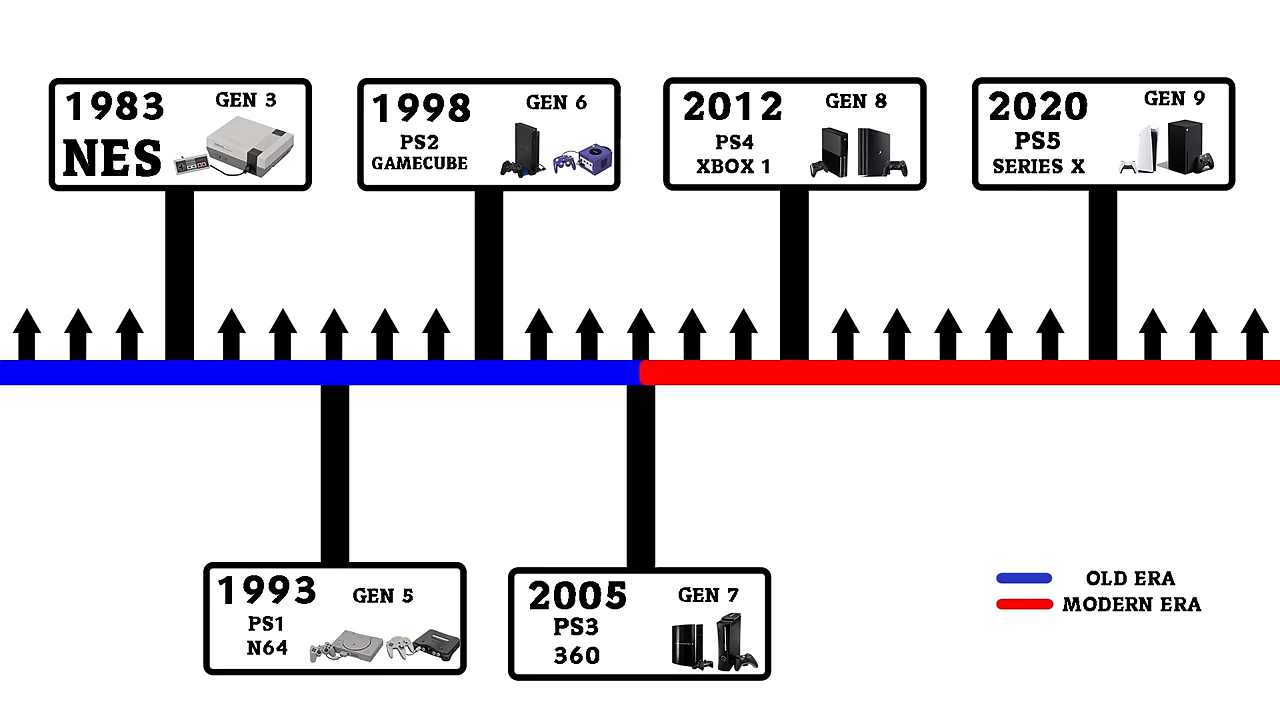 1983
GEN 3
NES
1998
GEN 6
PS2
GAMECUBE
2012
GEN 8
PS4
XBOX 1
2020
GEN 9
PS5
SERIES X
1993
GEN 5
PS1
N64
2005
GEN 7
PS3
360
OLD ERA
MODERN ERA